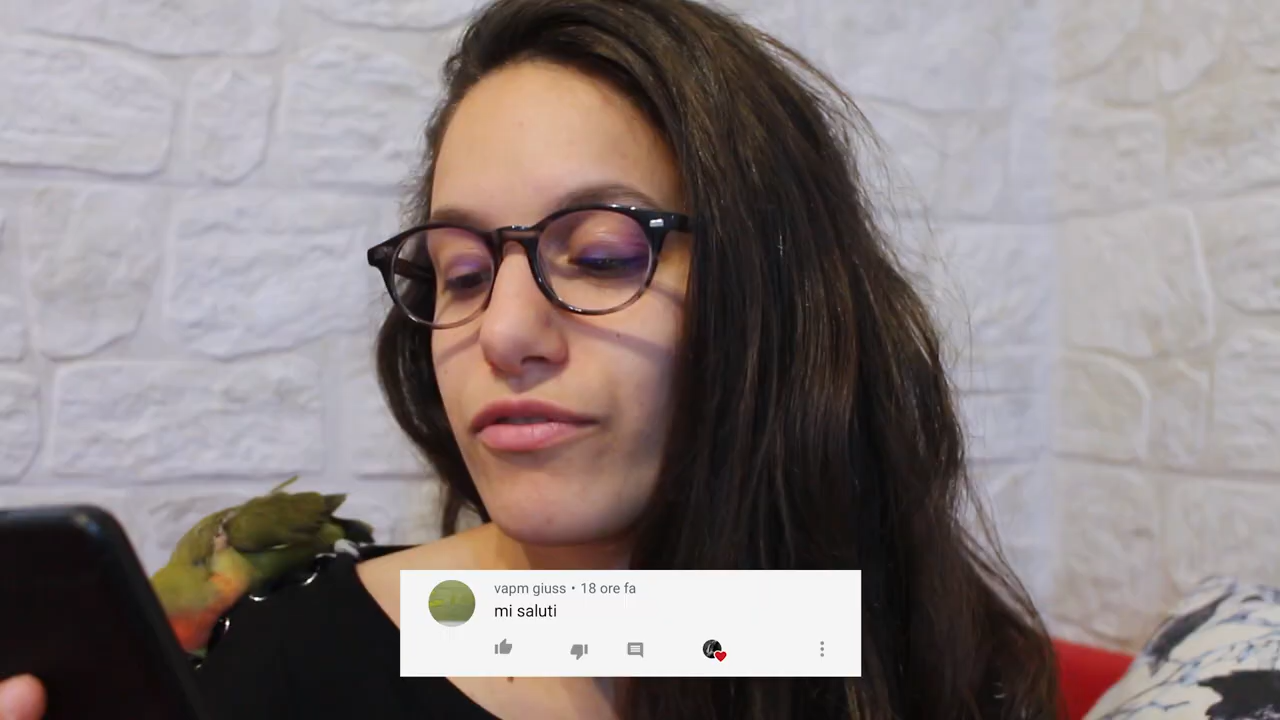 vapm giuss • 18 ore fa
mi saluti